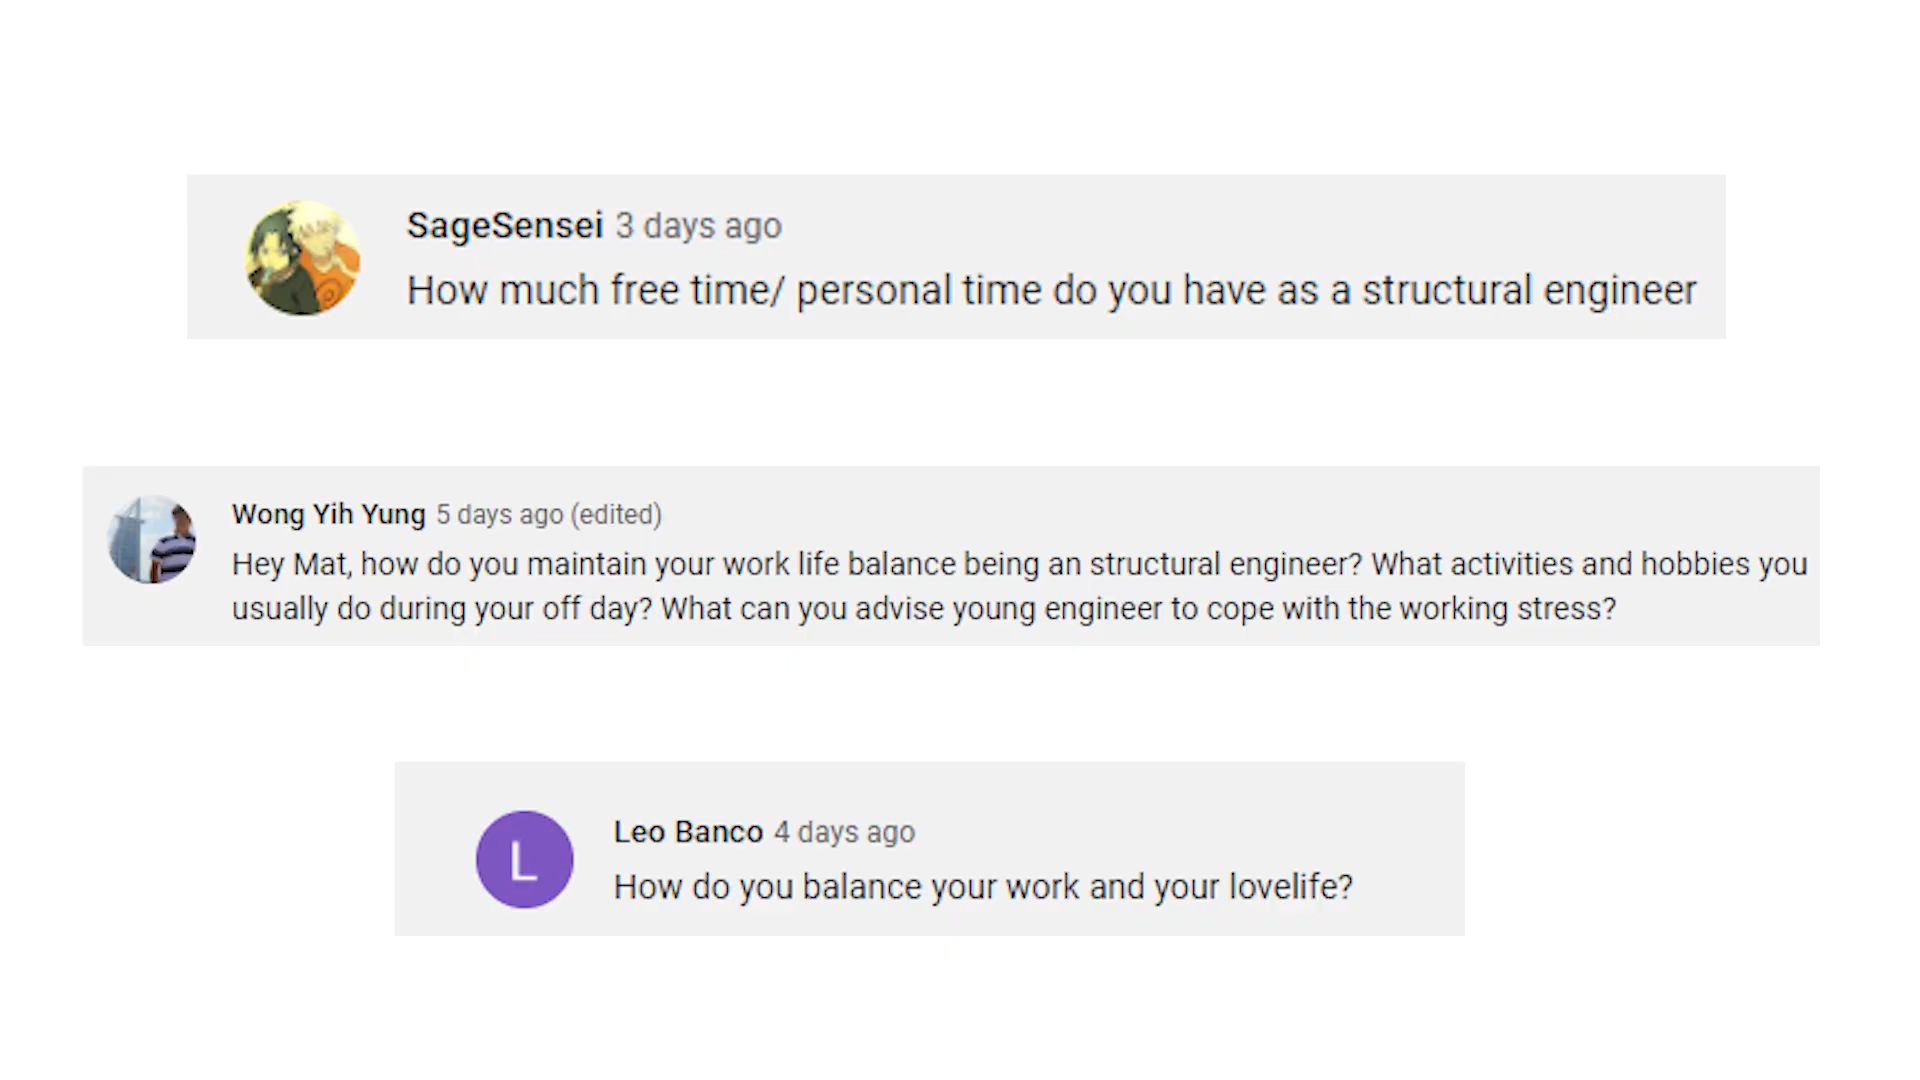 SageSensei 3 days ago
How much free time/ personal time do you have as a structural engineer
Wong Yih Yung 5 days ago (edited)
Hey Mat, how do you maintain your work life balance being an structural engineer? What activities and hobbies you
usually do during your off day? What can you advise young engineer to cope with the working stress?
L
Leo Banco 4 days ago
How do you balance your work and your lovelife?